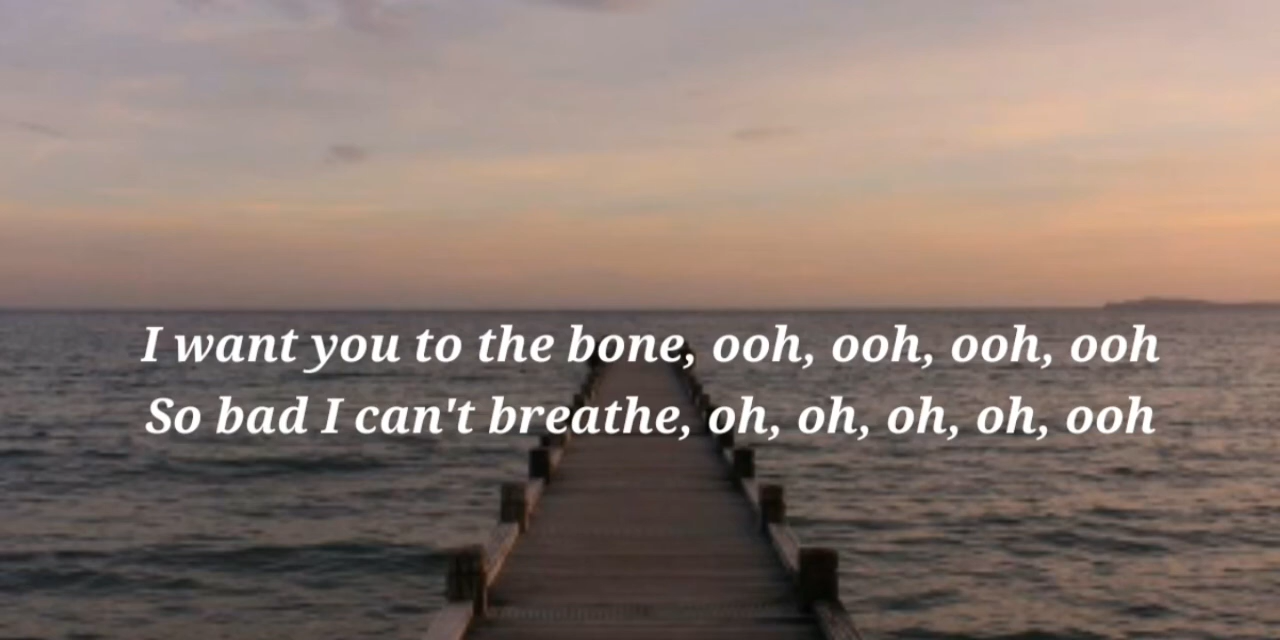 I want you to the bone, ooh, ooh, ooh, ooh
So bad I can't breathe, oh, oh, oh, oh, ooh